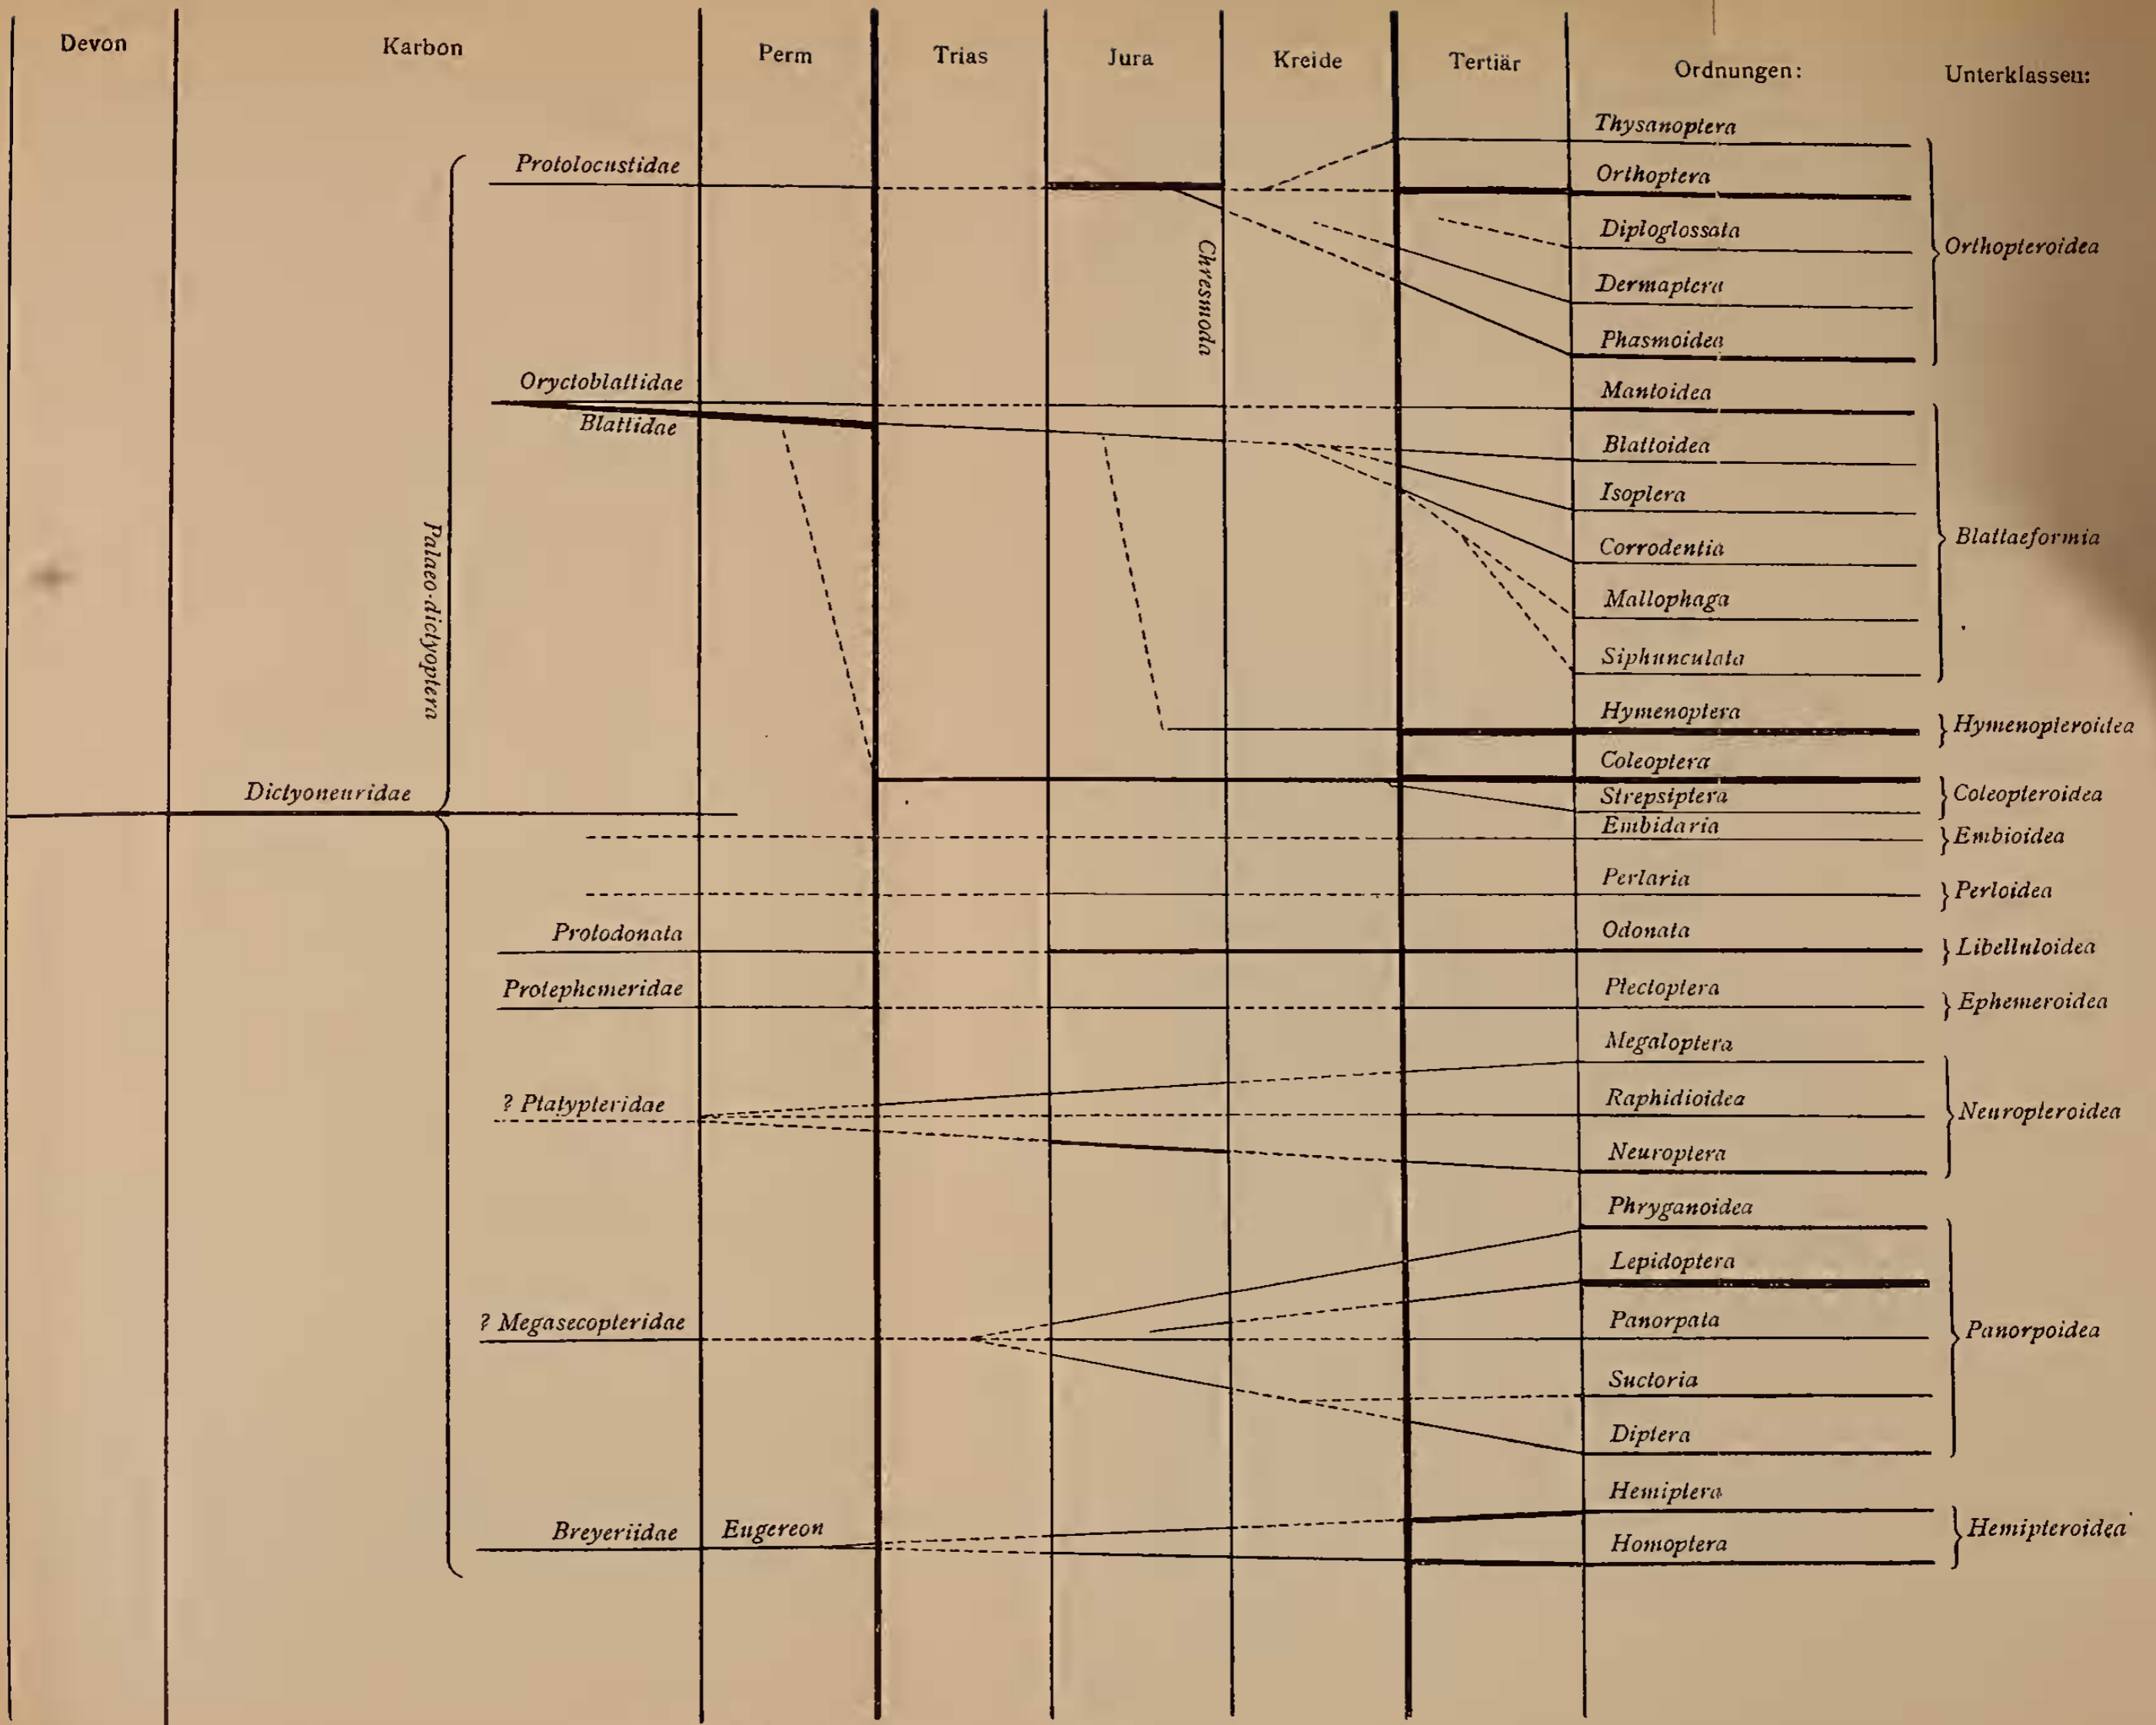 Devon
Karbon
Perm
Trias
Jura
Kreide
Tertiär
Ordnungen:
Unterklassen:
Protolocustidae
Chresmoda
Thysanoptera
Orthoptera
Diploglossata
Dermaptera
Phasmoidea
Orthopteroidea
Oryctoblattidae
Blattidae
Palaeo-dictyoptera
Mantoidea
Blattoidea
Isoptera
Corrodentia
Mallophaga
Siphunculata
Blattaeformia
Hymenoptera
Hymenopteroidea
Dictyoneuridae
Coleoptera
Strepsiptera
Coleopteroidea
Embidaria
Embioidea
Perlaria
Perloidea
Protodonata
Odonata
Libelluloidea
Protephemeridae
Plectoptera
Ephemeroidea
? Platypteridae
Megaloptera
Raphidioidea
Neuroptera
Neuropteroidea
? Megasecopteridae
Phryganoidea
Lepidoptera
Panorpata
Suctoria
Diptera
Panorpoidea
Breyeriidae
Eugereon
Hemiptera
Homoptera
Hemipteroidea